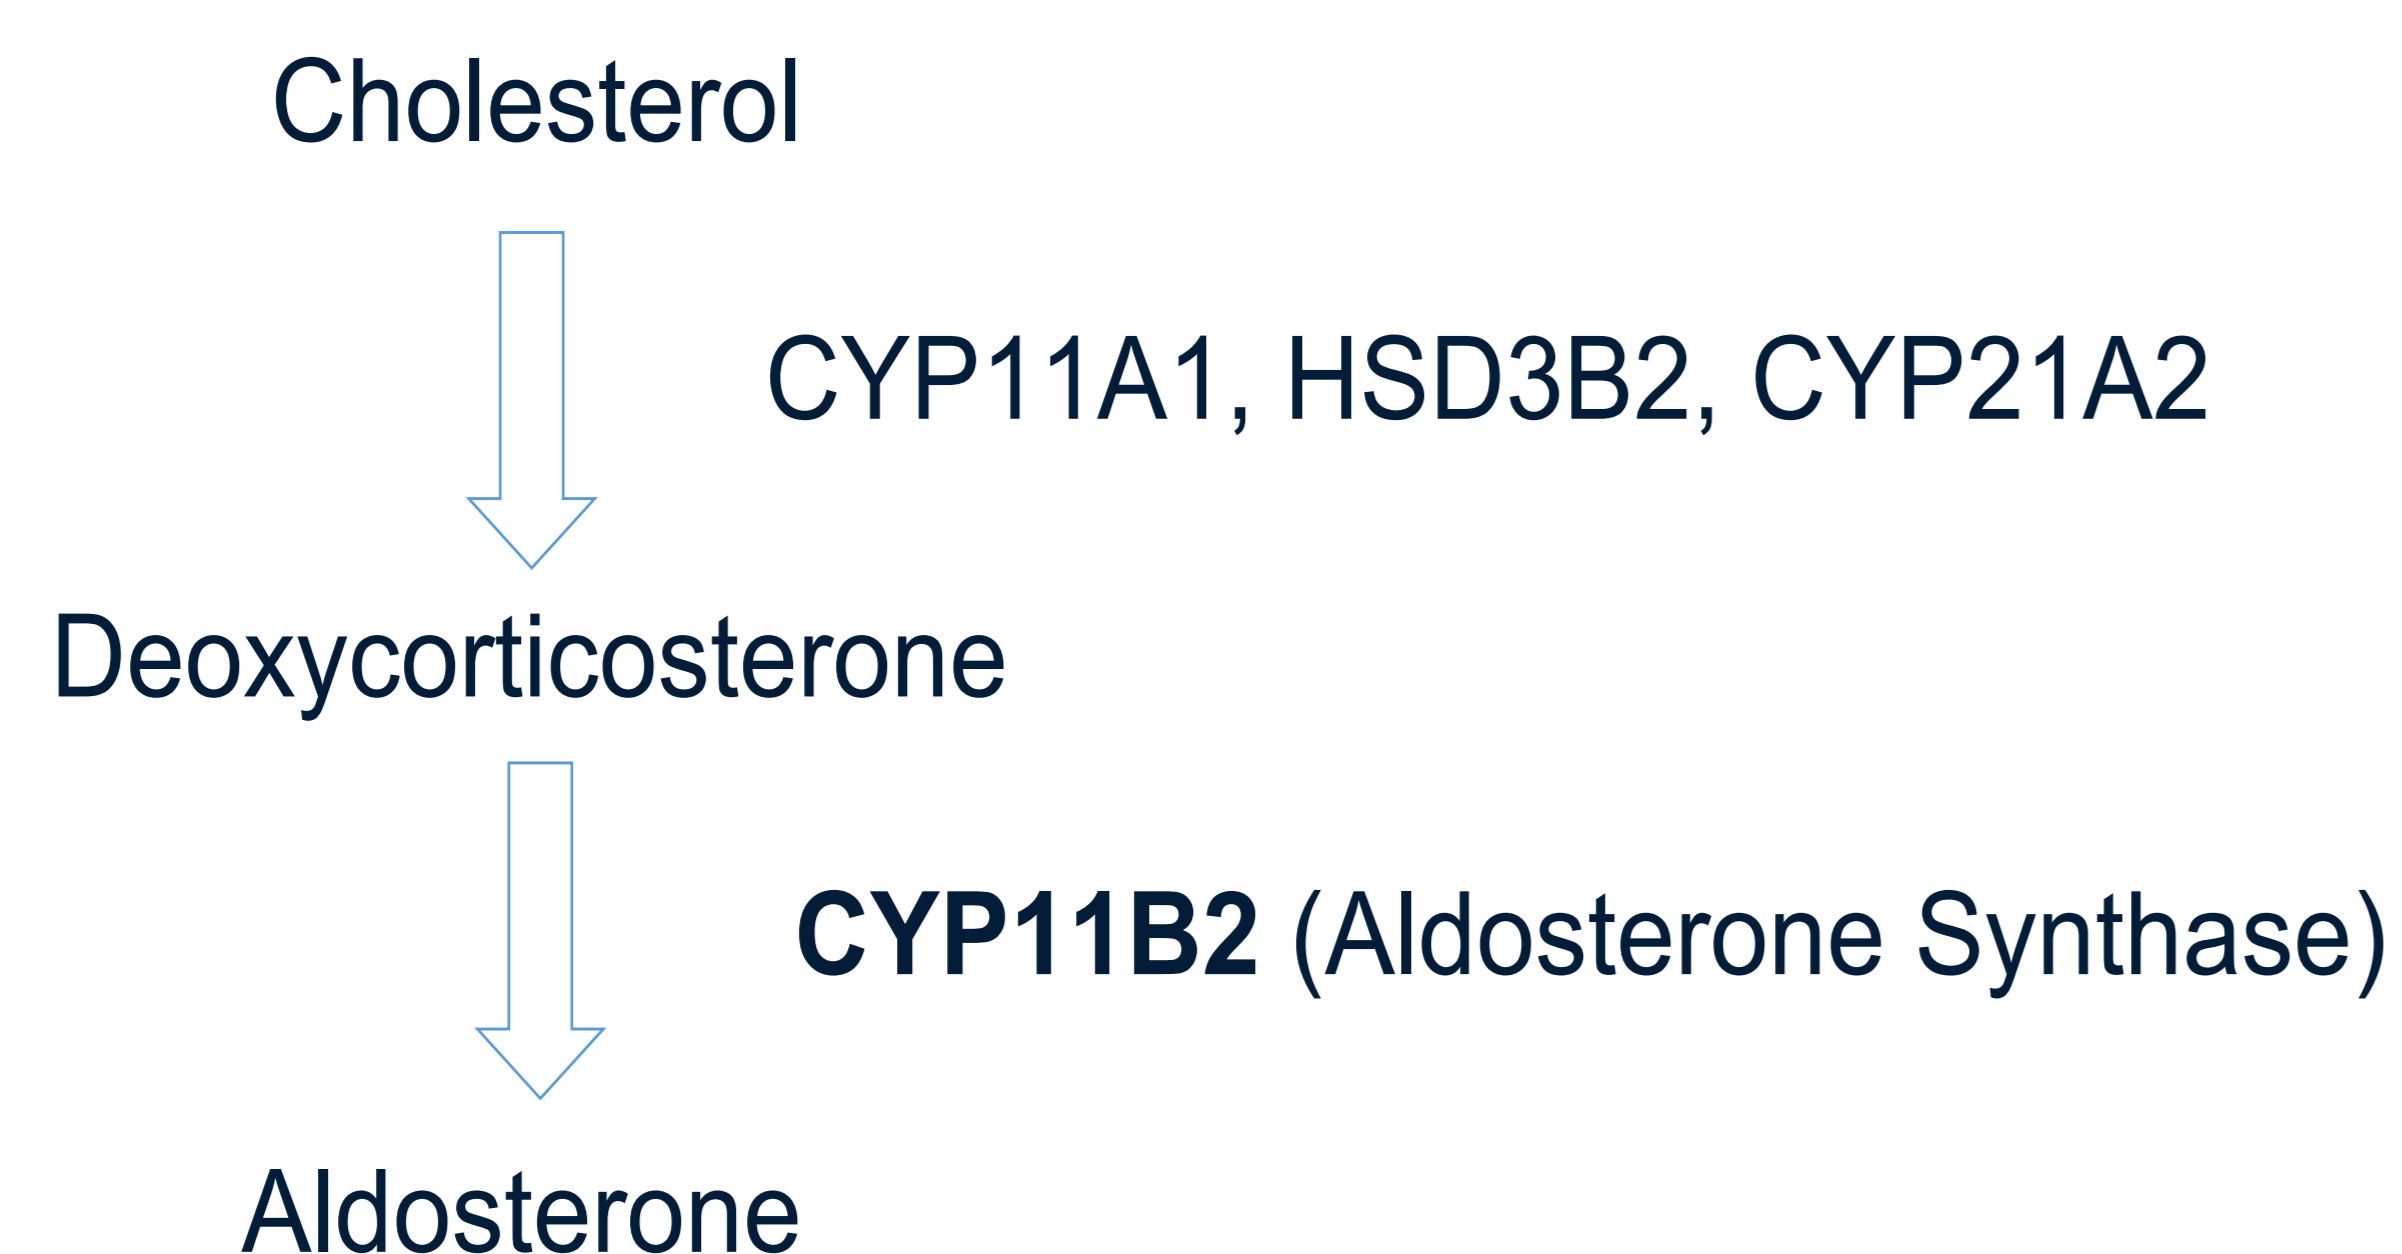 Cholesterol
CYP11A1, HSD3B2, CYP21A2
Deoxycorticosterone
CYP11B2 (Aldosterone Synthase)
Aldosterone